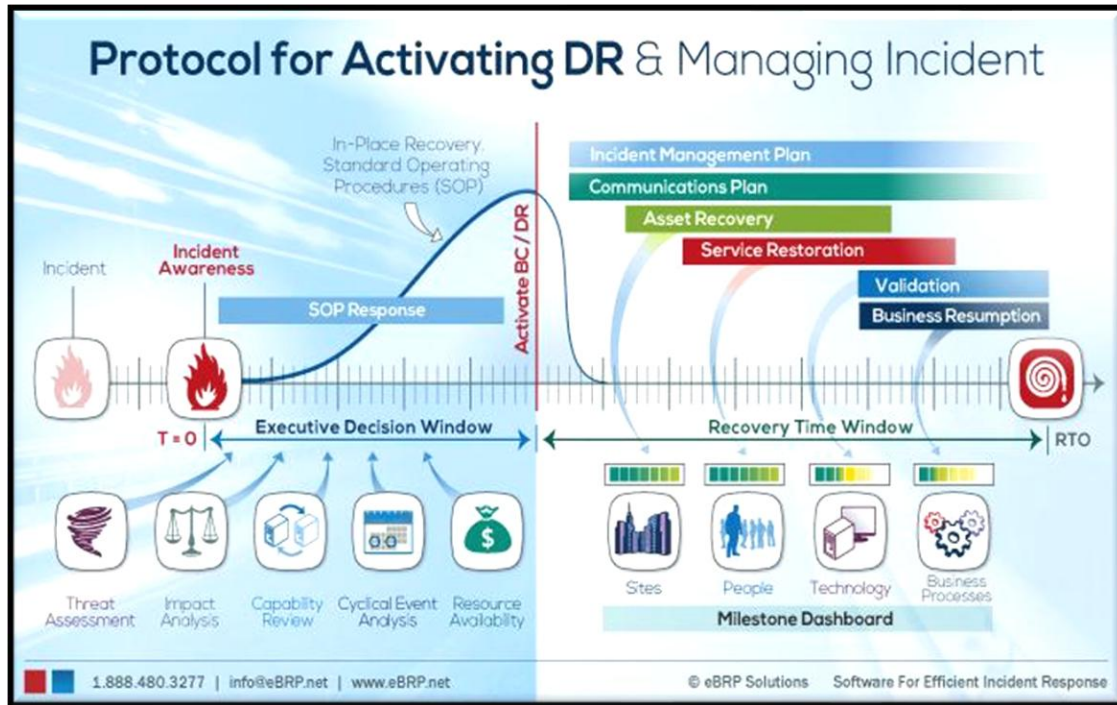 Protocol for Activating DR & Managing Incident
In-Place Recovery,
Standard Operating
Procedures (SOP)
Incident
Incident
Awareness
SOP Response
Activate BC / DR
Incident Management Plan
Communications Plan
Asset Recovery
Service Restoration
Validation
Business Resumption
T = 0
Executive Decision Window
Recovery Time Window
RTO
Threat
Assessment
Impact
Analysis
Capability
Review
Cyclical Event
Analysis
$
Resource
Availability
Sites
People
Technology
Business
Processes
Milestone Dashboard
1.888.480.3277 | info@eBRP.net | www.eBRP.net
© eBRP Solutions Software For Efficient Incident Response